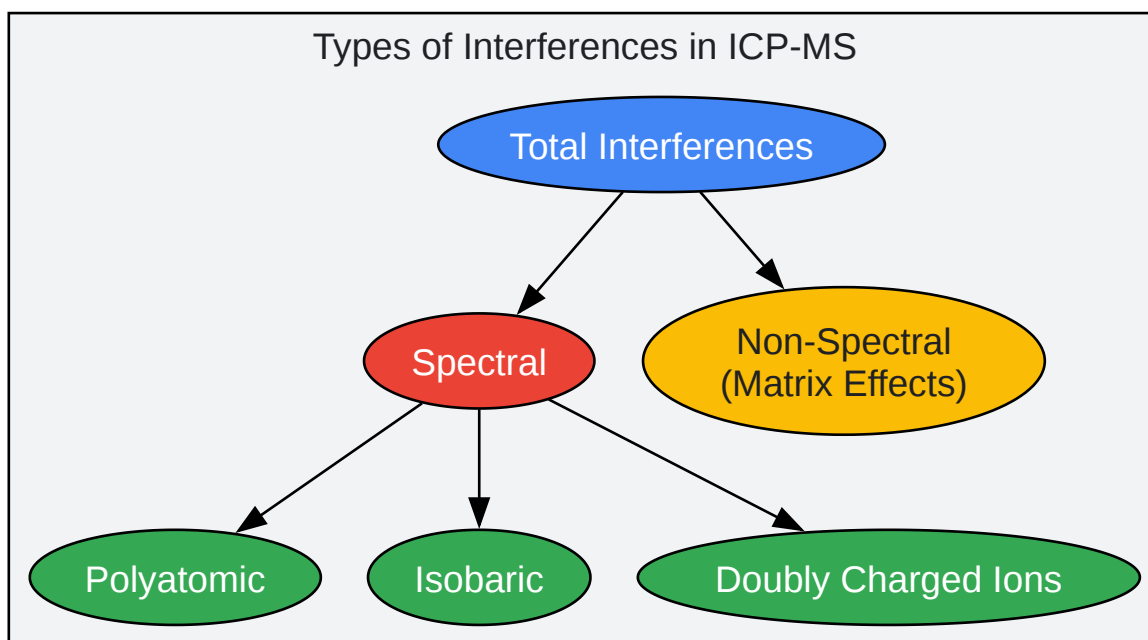 Types of Interferences in ICP-MS
Total Interferences
Spectral
Non-Spectral
(Matrix Effects)
Polyatomic
Isobaric
Doubly Charged Ions